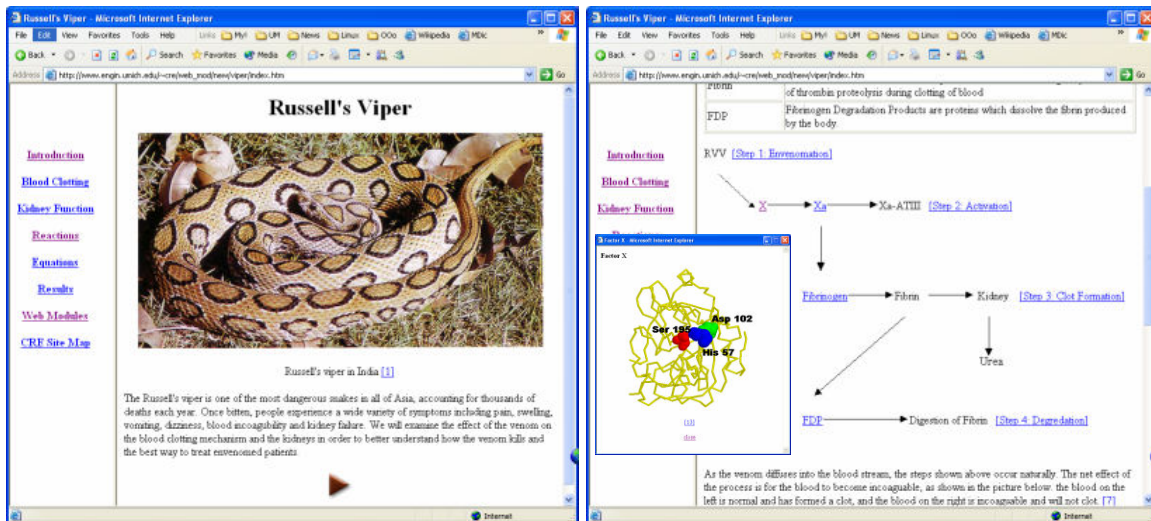 Russell's Viper - Microsoft Internet Explorer
File Edit View Favorites Tools Help Links My! UM News Linux OOo Wikipedia MDic »
Back Search Favorites Media
Address http://www.engin.umich.edu/~cre/web_mod/new/viper/index.htm Go
Russell's Viper
Introduction
Blood Clotting
Kidney Function
Reactions
Equations
Results
Web Modules
CRE Site Map
Russell's viper in India [1]
The Russell's viper is one of the most dangerous snakes in all of Asia, accounting for thousands of
deaths each year. Once bitten, people experience a wide variety of symptoms including pain, swelling,
vomiting, dizziness, blood incoagubility and kidney failure. We will examine the effect of the venom on
the blood clotting mechanism and the kidneys in order to better understand how the venom kills and
the best way to treat envenomed patients.
Internet
Russell's Viper - Microsoft Internet Explorer
File Edit View Favorites Tools Help Links My! UM News Linux OOo Wikipedia MDic »
Back Search Favorites Media
Address http://www.engin.umich.edu/~cre/web_mod/new/viper/index.htm Go
Fibrin
of thrombin proteolysis during clotting of blood
FDP Fibrinogen Degradation Products are proteins which dissolve the fibrin produced
by the body.
Introduction
Blood Clotting
Kidney Function
RVV [Step 1: Envenomation]
X Xa Xa-ATIII [Step 2: Activation]
Fibrinogen Fibrin Kidney [Step 3: Clot Formation]
Urea
FDP Digestion of Fibrin [Step 4: Degredation]
Factor X - Microsoft Internet Explorer
Factor X
Asp 102
Ser 195
His 57
As the venom diffuses into the blood stream, the steps shown above occur naturally. The net effect of
the process is for the blood to become incoaguable, as shown in the picture below. the blood on the
left is normal and has formed a clot, and the blood on the right is incoaguable and will not clot. [7]
Internet